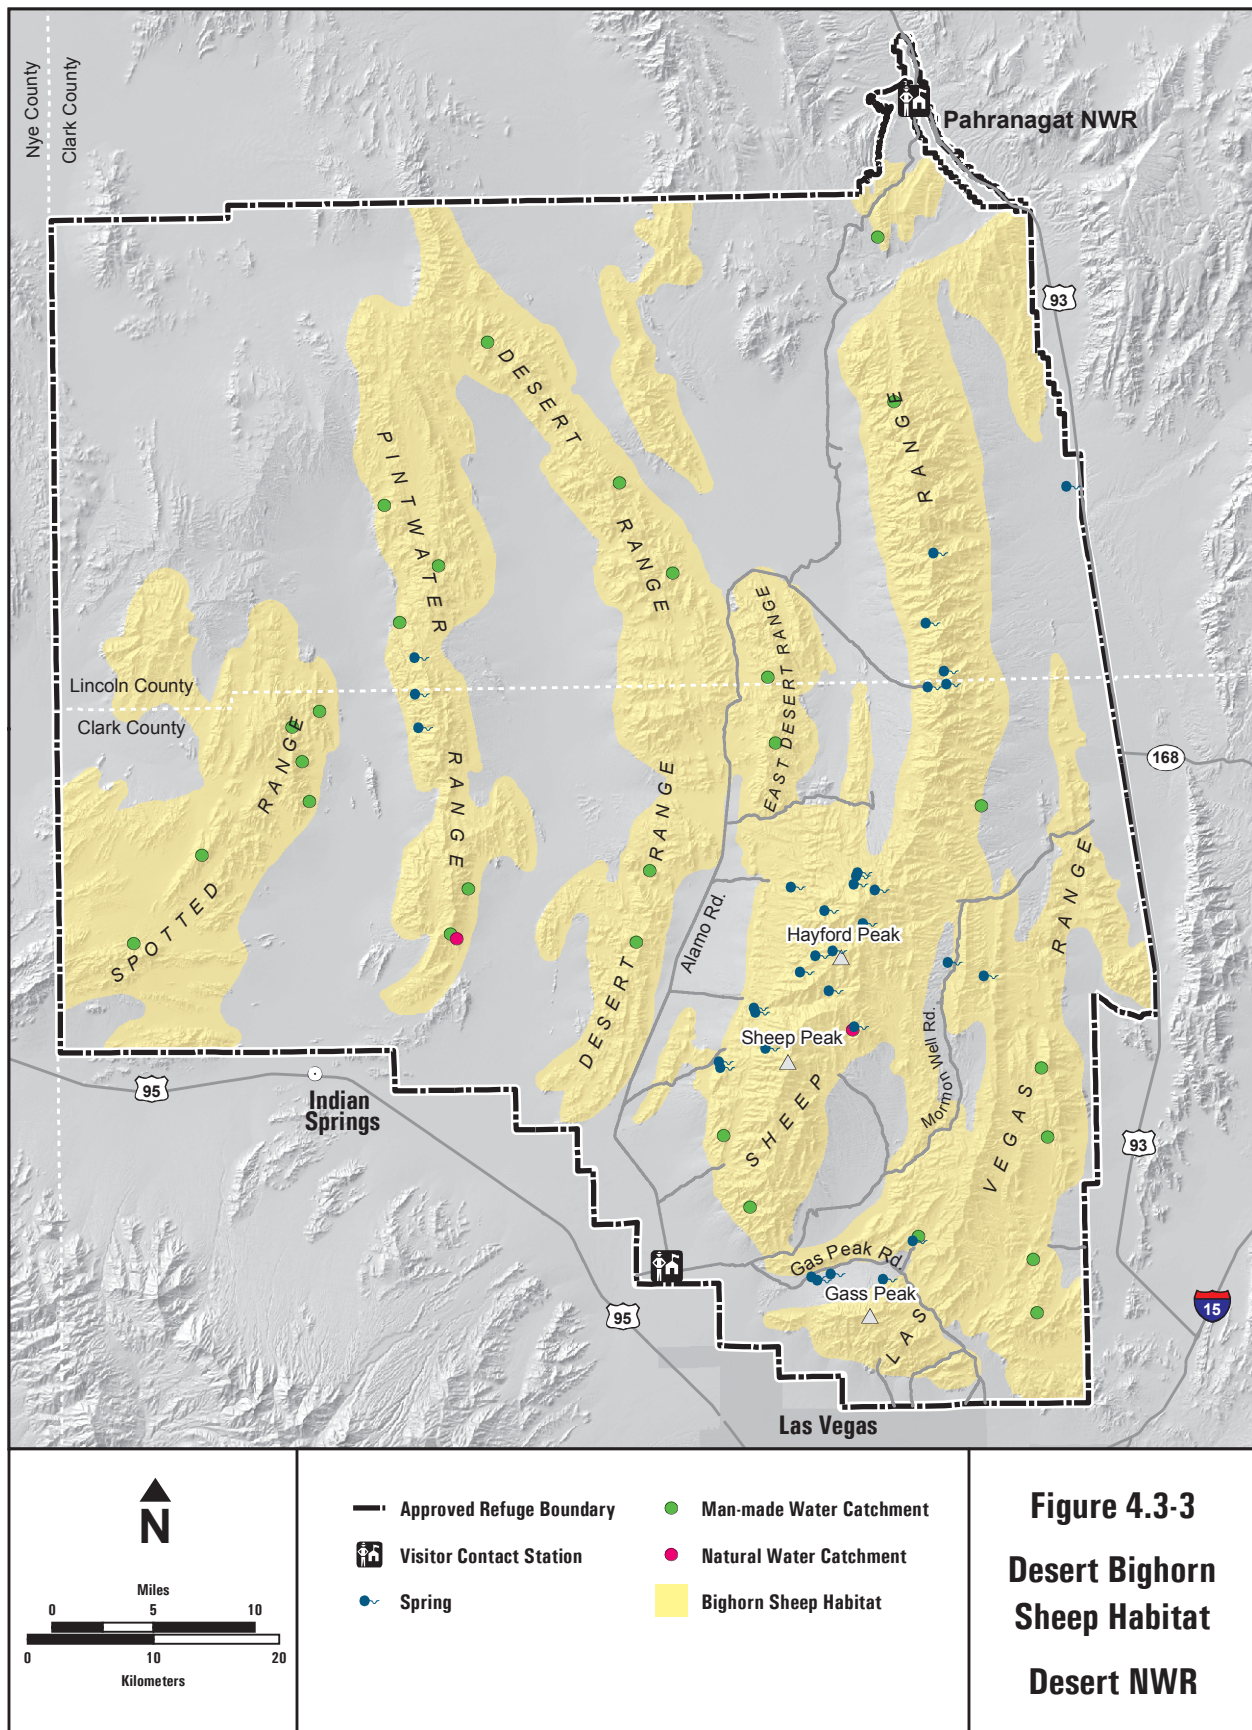 Nye County
Clark County
Pahranagat NWR
93
DESERT
RANGE
PINTWATER
RANGE
RANGE
EAST DESERT RANGE
Lincoln County
Clark County
168
RANGE
RANGE
RANGE
RANGE
SPOTTED
Alamo Rd.
Hayford Peak
DESERT
Sheep Peak
Mormon Well Rd.
95
Indian
Springs
SHEEP
VEGAS
93
Gas Peak Rd.
Gass Peak
95
LAS
15
Las Vegas
N
Miles
0 5 10
0 10 20
Kilometers
Approved Refuge Boundary
Visitor Contact Station
Spring
Man-made Water Catchment
Natural Water Catchment
Bighorn Sheep Habitat
Figure 4.3-3
Desert Bighorn
Sheep Habitat
Desert NWR